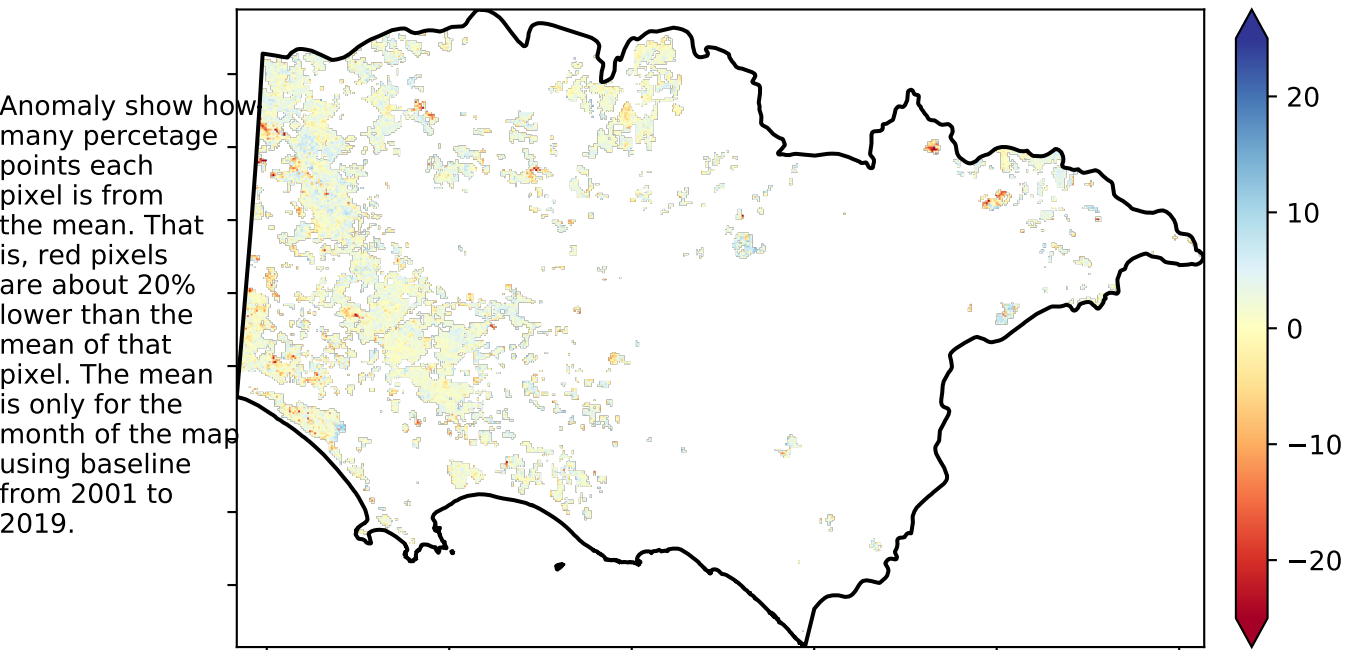 Anomaly show how
many percetage
points each
pixel is from
the mean. That
is, red pixels
are about 20%
lower than the
mean of that
pixel. The mean
is only for the
month of the map
using baseline
from 2001 to
2019.
20
10
0
−10
−20